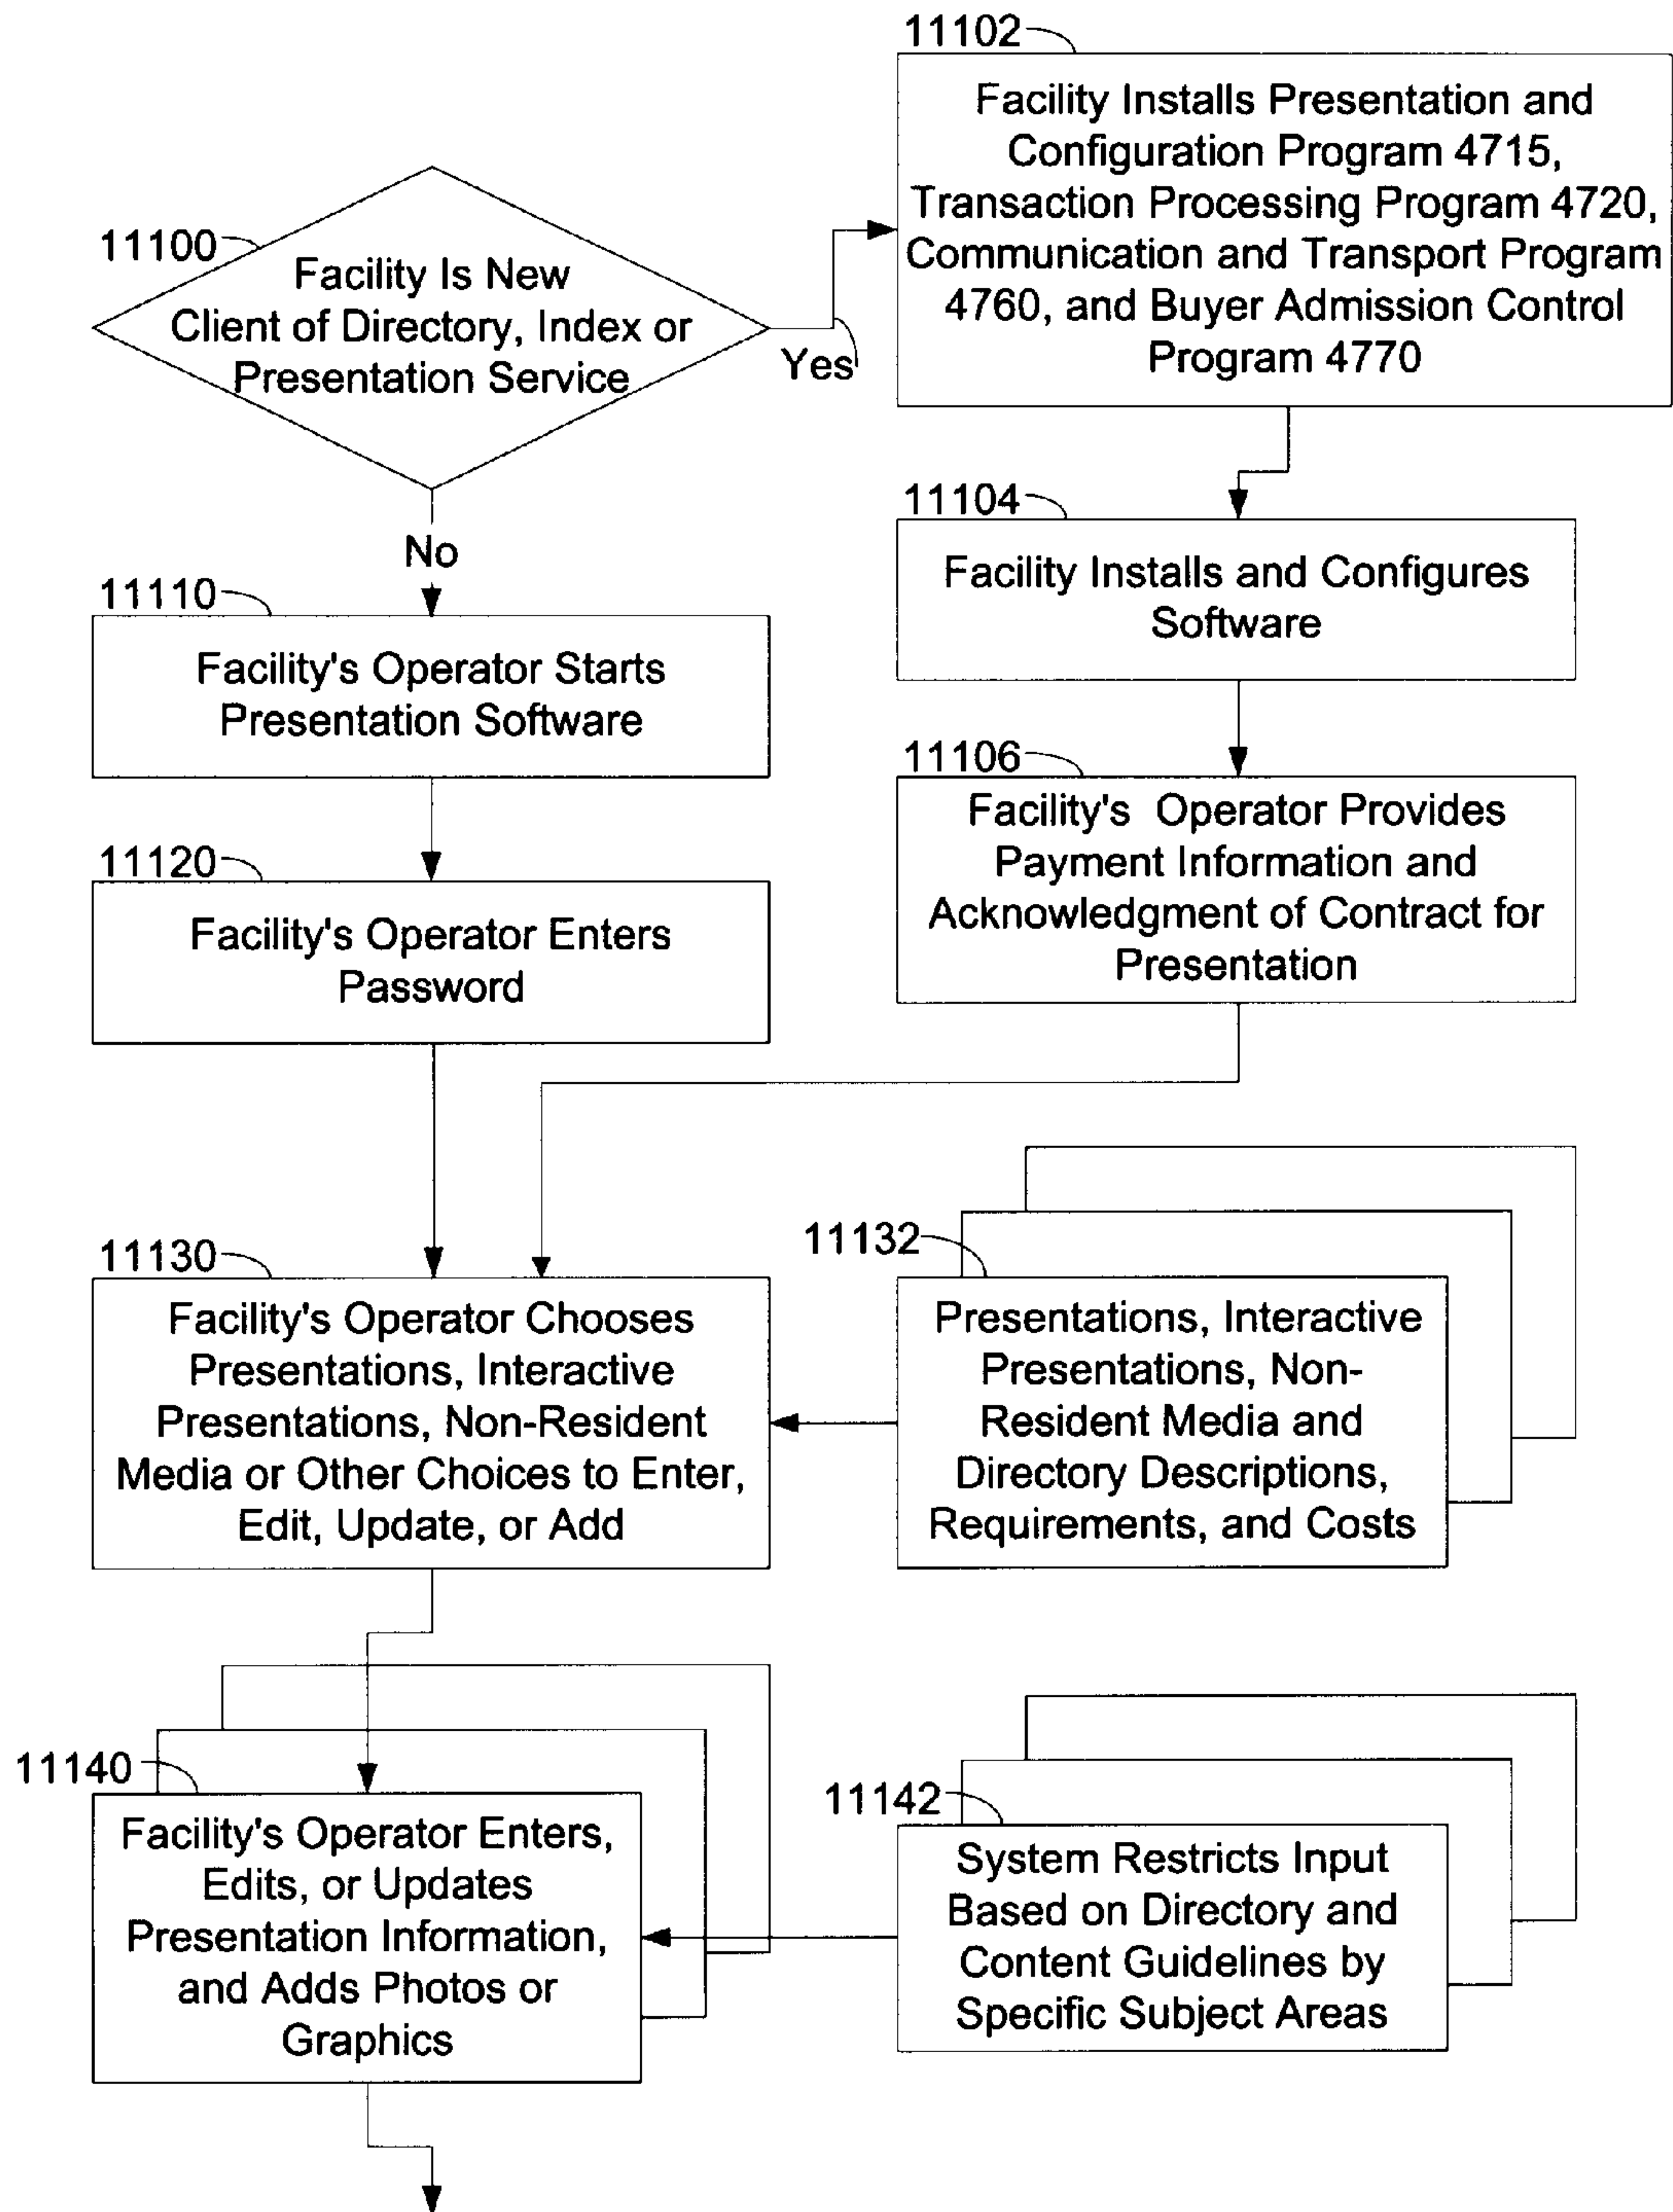 11102
Facility Installs Presentation and
Configuration Program 4715,
Transaction Processing Program 4720,
Communication and Transport Program
4760, and Buyer Admission Control
Program 4770
11100
Facility Is New
Client of Directory, Index or
Presentation Service
Yes
No
11104
Facility Installs and Configures
Software
11110
Facility's Operator Starts
Presentation Software
11106
Facility's Operator Provides
Payment Information and
Acknowledgment of Contract for
Presentation
11120
Facility's Operator Enters
Password
11130
Facility's Operator Chooses
Presentations, Interactive
Presentations, Non-Resident
Media or Other Choices to Enter,
Edit, Update, or Add
11132
Presentations, Interactive
Presentations, Non-
Resident Media and
Directory Descriptions,
Requirements, and Costs
11140
Facility's Operator Enters,
Edits, or Updates
Presentation Information,
and Adds Photos or
Graphics
11142
System Restricts Input
Based on Directory and
Content Guidelines by
Specific Subject Areas